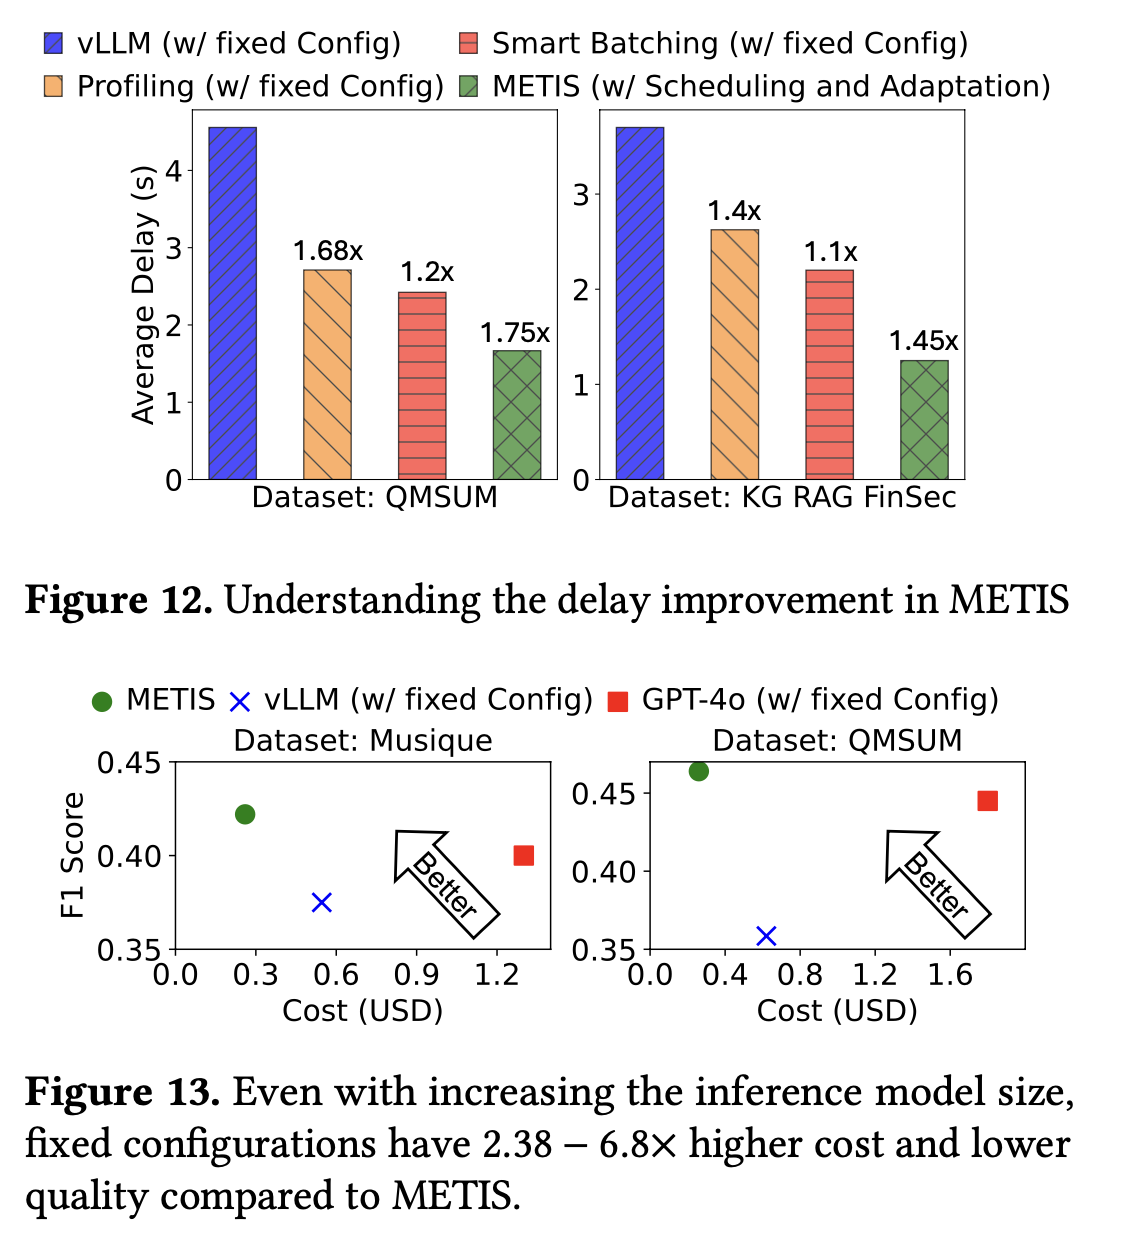 vLLM (w/ fixed Config) Smart Batching (w/ fixed Config)
Profiling (w/ fixed Config) METIS (w/ Scheduling and Adaptation)
Average Delay (s)
4
3
2
1
0
1.68x
1.2x
1.75x
Dataset: QMSUM
3
2
1
0
1.4x
1.1x
1.45x
Dataset: KG RAG FinSec
Figure 12. Understanding the delay improvement in METIS
METIS vLLM (w/ fixed Config) GPT-4o (w/ fixed Config)
Dataset: Musique
F1 Score
0.45
0.40
0.35
Better
0.0 0.3 0.6 0.9 1.2
Cost (USD)
Dataset: QMSUM
0.45
0.40
0.35
Better
0.0 0.4 0.8 1.2 1.6
Cost (USD)
Figure 13. Even with increasing the inference model size,
fixed configurations have 2.38 – 6.8× higher cost and lower
quality compared to METIS.